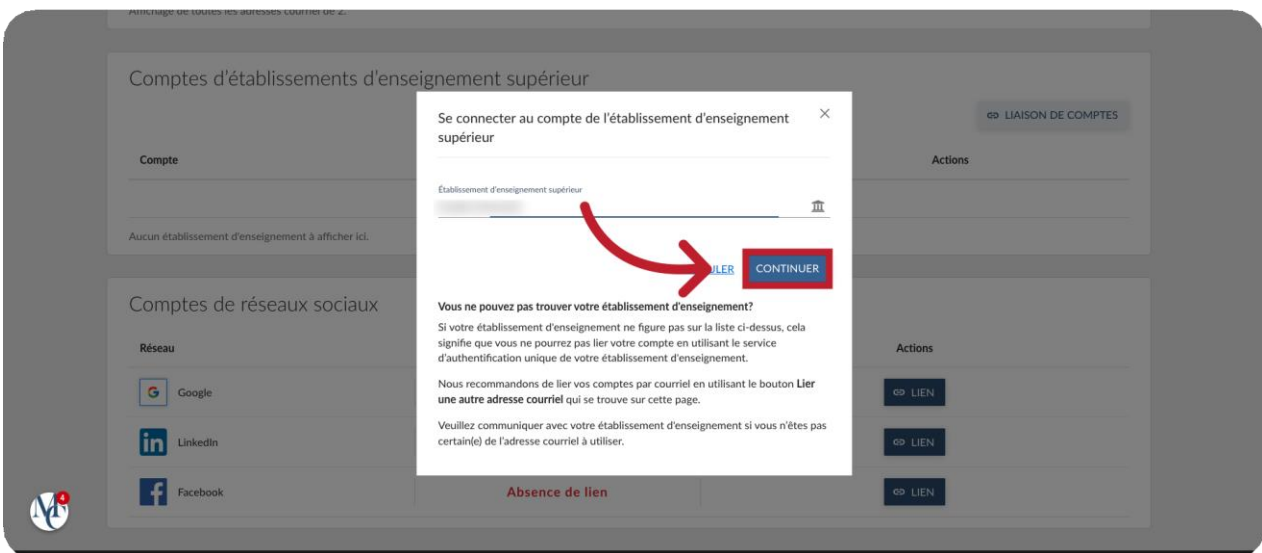 Affichage de toutes les adresses courriel de 2.
Comptes d'établissements d'enseignement supérieur
LIAISON DE COMPTES
Compte
Actions
Aucun établissement d'enseignement à afficher ici.
Se connecter au compte de l'établissement d'enseignement
supérieur
Établissement d'enseignement supérieur
ULER
CONTINUER
Vous ne pouvez pas trouver votre établissement d'enseignement?
Si votre établissement d'enseignement ne figure pas sur la liste ci-dessus, cela
signifie que vous ne pourrez pas lier votre compte en utilisant le service
d'authentification unique de votre établissement d'enseignement.
Nous recommandons de lier vos comptes par courriel en utilisant le bouton Lier
une autre adresse courriel qui se trouve sur cette page.
Veuillez communiquer avec votre établissement d'enseignement si vous n'êtes pas
certain(e) de l'adresse courriel à utiliser.
Comptes de réseaux sociaux
Réseau
Actions
G Google
LIEN
in LinkedIn
LIEN
f Facebook
Absence de lien
LIEN
MC
4